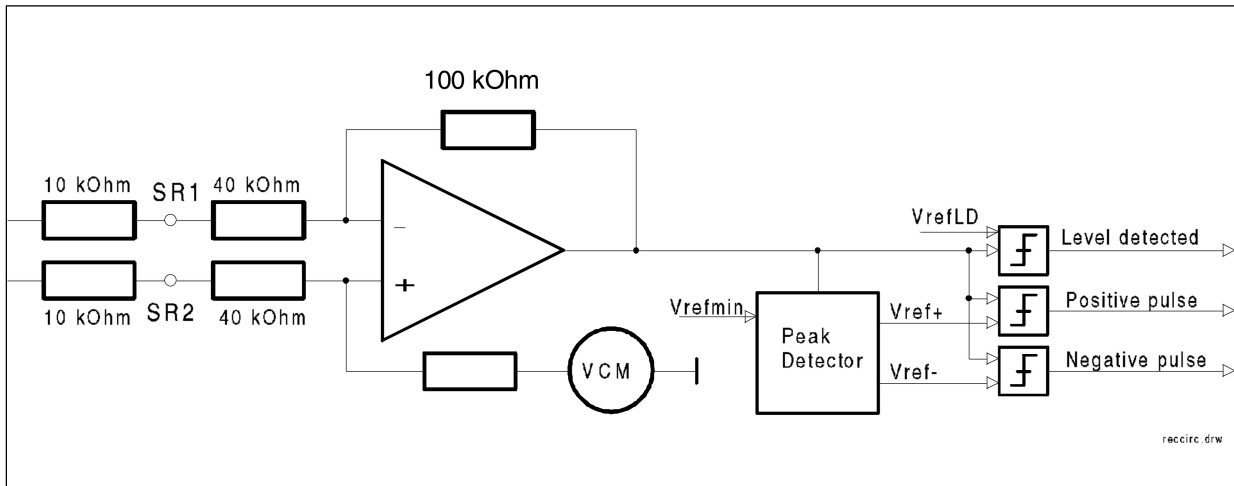 100 kOhm
10 kOhm
SR1
40 kOhm
VrefLD
Level detected
10 kOhm
SR2
40 kOhm
Vrefmin
Vref+
Positive pulse
Peak
Detector
VCM
Vref-
Negative pulse
reccirc.drw